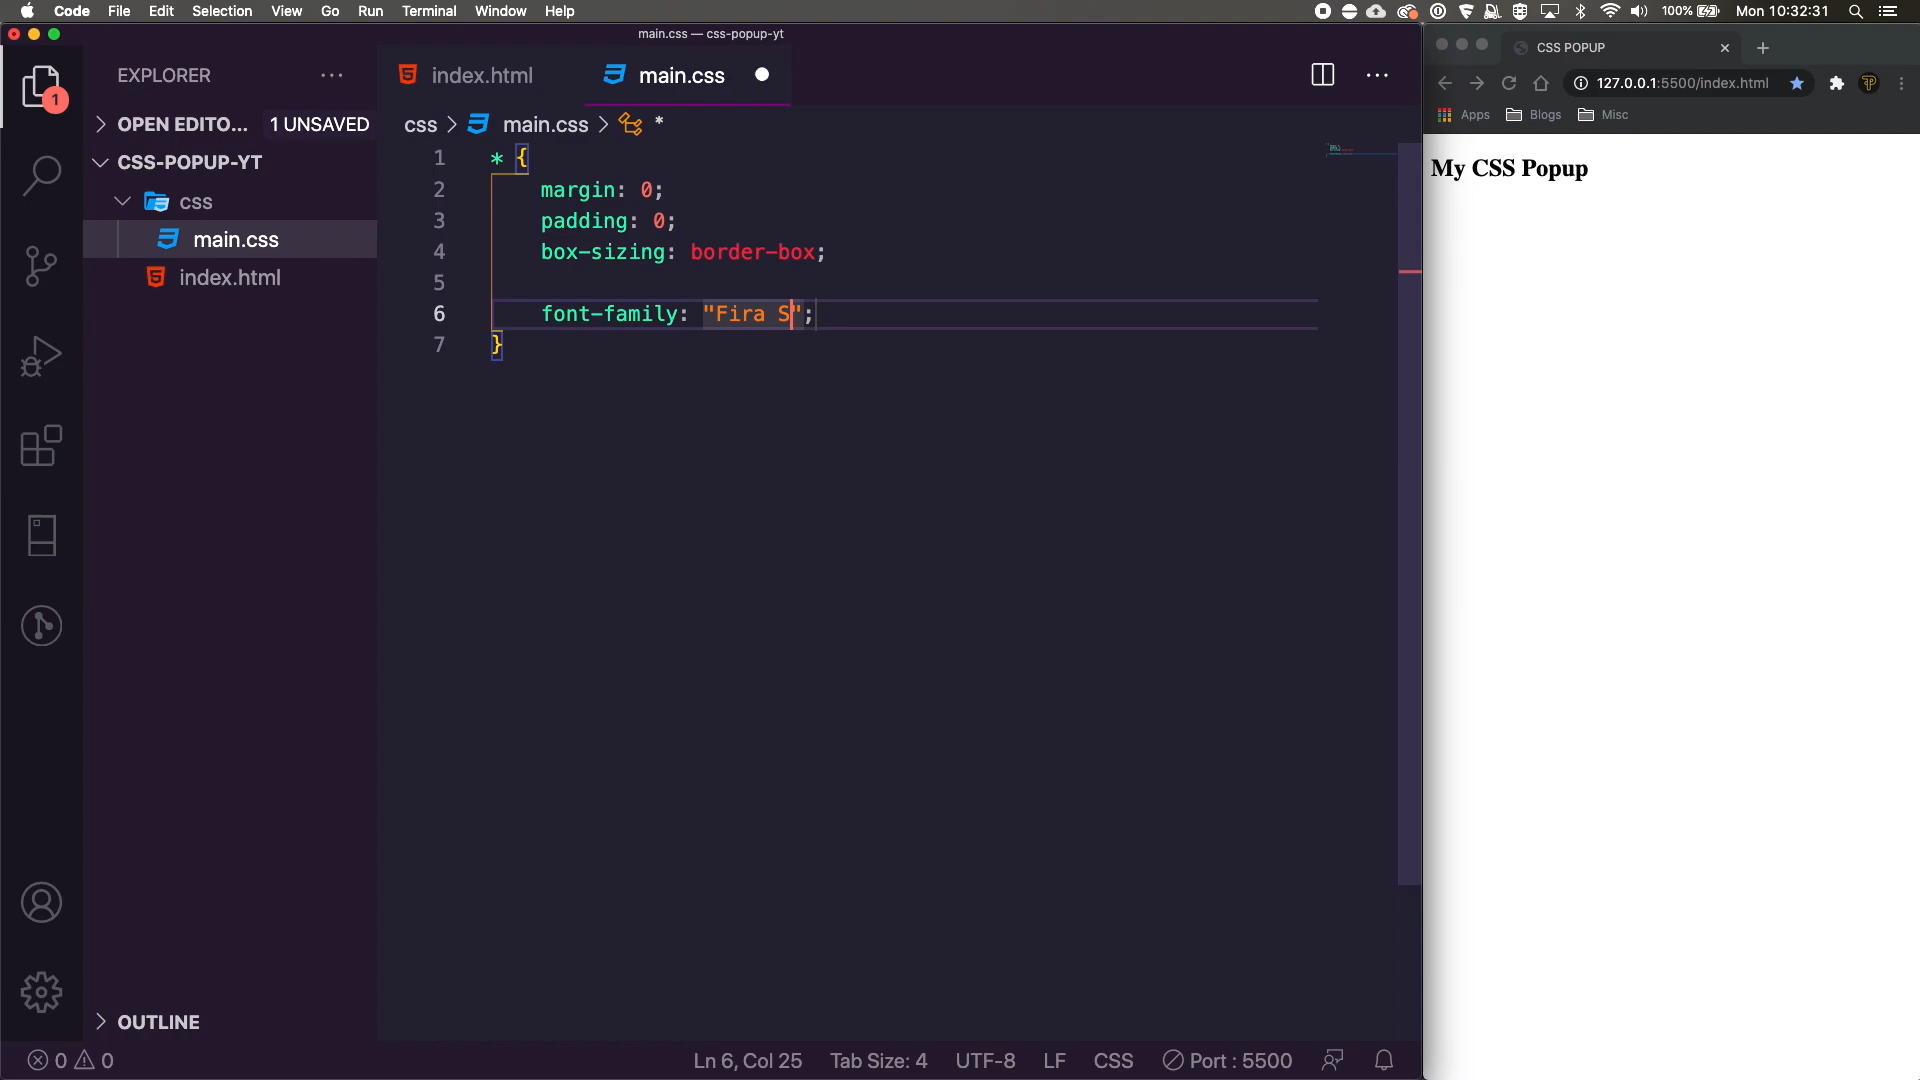 Code File Edit Selection View Go Run Terminal Window Help
100% Mon 10:32:31
main.css — css-popup-yt
EXPLORER
1
OPEN EDITO... 1 UNSAVED
CSS-POPUP-YT
css
main.css
index.html
OUTLINE
index.html main.css
css > main.css > *
1 * {
2 margin: 0;
3 padding: 0;
4 box-sizing: border-box;
5
6 font-family: "Fira S";
7 }
0 0 Ln 6, Col 25 Tab Size: 4 UTF-8 LF CSS Port : 5500
CSS POPUP
127.0.0.1:5500/index.html
Apps Blogs Misc
My CSS Popup